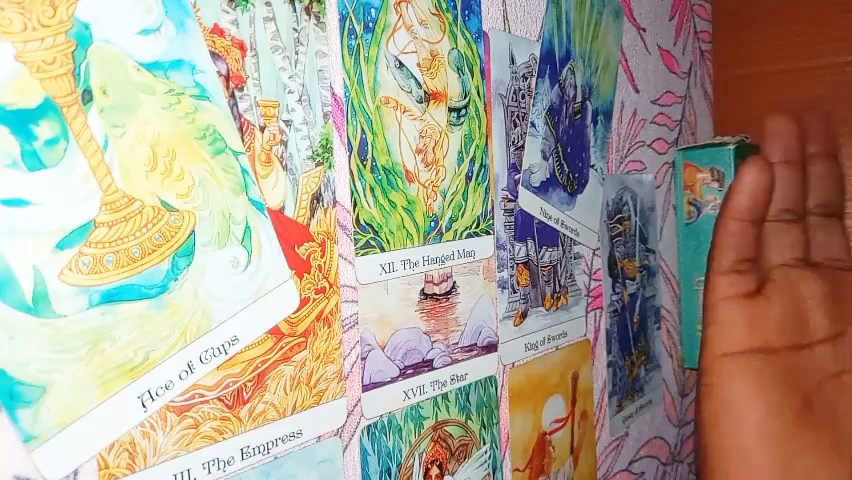 Ace of Cups
III. The Empress
XII. The Hanged Man
XVII. The Star
Nine of Swords
King of Swords